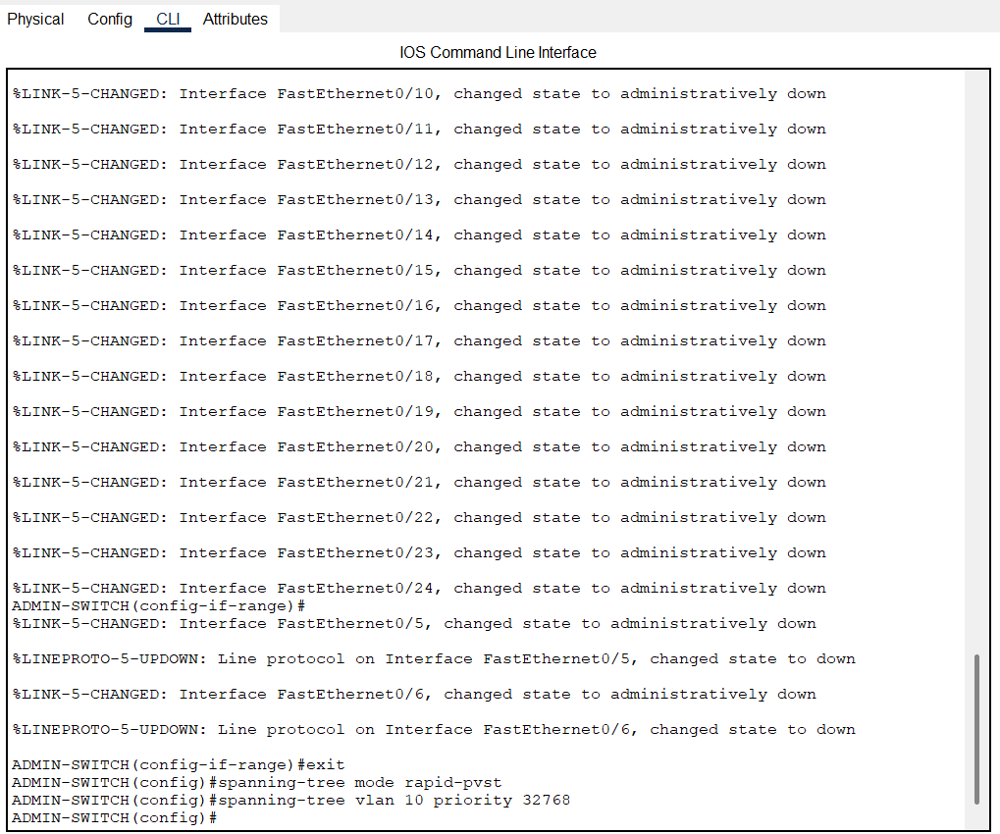 Physical Config CLI Attributes
IOS Command Line Interface
%LINK-5-CHANGED: Interface FastEthernet0/10, changed state to administratively down
%LINK-5-CHANGED: Interface FastEthernet0/11, changed state to administratively down
%LINK-5-CHANGED: Interface FastEthernet0/12, changed state to administratively down
%LINK-5-CHANGED: Interface FastEthernet0/13, changed state to administratively down
%LINK-5-CHANGED: Interface FastEthernet0/14, changed state to administratively down
%LINK-5-CHANGED: Interface FastEthernet0/15, changed state to administratively down
%LINK-5-CHANGED: Interface FastEthernet0/16, changed state to administratively down
%LINK-5-CHANGED: Interface FastEthernet0/17, changed state to administratively down
%LINK-5-CHANGED: Interface FastEthernet0/18, changed state to administratively down
%LINK-5-CHANGED: Interface FastEthernet0/19, changed state to administratively down
%LINK-5-CHANGED: Interface FastEthernet0/20, changed state to administratively down
%LINK-5-CHANGED: Interface FastEthernet0/21, changed state to administratively down
%LINK-5-CHANGED: Interface FastEthernet0/22, changed state to administratively down
%LINK-5-CHANGED: Interface FastEthernet0/23, changed state to administratively down
%LINK-5-CHANGED: Interface FastEthernet0/24, changed state to administratively down
ADMIN-SWITCH(config-if-range)#
%LINK-5-CHANGED: Interface FastEthernet0/5, changed state to administratively down
%LINEPROTO-5-UPDOWN: Line protocol on Interface FastEthernet0/5, changed state to down
%LINK-5-CHANGED: Interface FastEthernet0/6, changed state to administratively down
%LINEPROTO-5-UPDOWN: Line protocol on Interface FastEthernet0/6, changed state to down
ADMIN-SWITCH(config-if-range)#exit
ADMIN-SWITCH(config)#spanning-tree mode rapid-pvst
ADMIN-SWITCH(config)#spanning-tree vlan 10 priority 32768
ADMIN-SWITCH(config)#